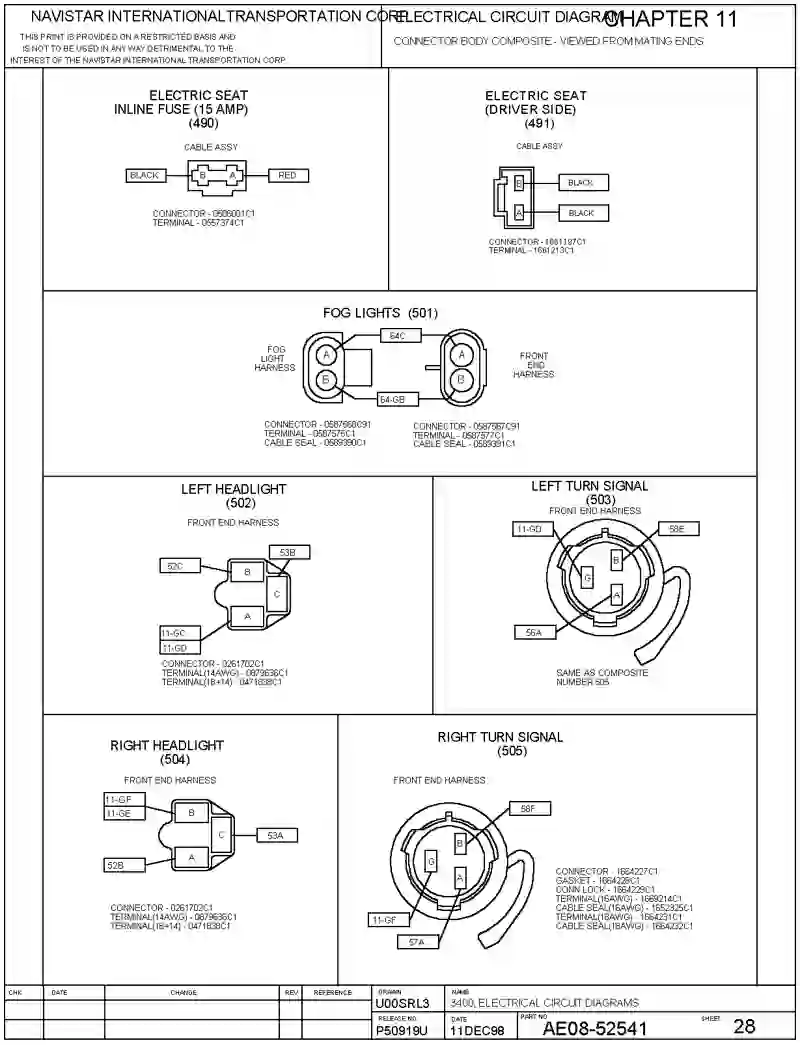 NAVISTAR INTERNATIONAL TRANSPORTATION CORP.
THIS PRINT IS PROVIDED ON A RESTRICTED BASIS AND
IS NOT TO BE USED IN ANY WAY DETRIMENTAL TO THE
INTEREST OF THE NAVISTAR INTERNATIONAL TRANSPORTATION CORP.
ELECTRICAL CIRCUIT DIAGRAM
CHAPTER 11
CONNECTOR BODY COMPOSITE - VIEWED FROM MATING ENDS
ELECTRIC SEAT
INLINE FUSE (15 AMP)
(490)
CABLE ASSY
BLACK
B
A
RED
CONNECTOR - 0586001C1
TERMINAL - 0557374C1
ELECTRIC SEAT
(DRIVER SIDE)
(491)
CABLE ASSY
B
BLACK
A
BLACK
CONNECTOR - 1661197C1
TERMINAL - 1661213C1
FOG LIGHTS (501)
FOG
LIGHT
HARNESS
A
B
64C
64-GB
A
B
FRONT
END
HARNESS
CONNECTOR - 0587568C91
TERMINAL - 0587576C1
CABLE SEAL - 0589390C1
CONNECTOR - 0587567C91
TERMINAL - 0587577C1
CABLE SEAL - 0589391C1
LEFT HEADLIGHT
(502)
FRONT END HARNESS
53B
52C
B
C
A
11-GC
11-GD
CONNECTOR - 0261702C1
TERMINAL(14AWG) - 0879636C1
TERMINAL(18+14) 0471838C1
LEFT TURN SIGNAL
(503)
FRONT END HARNESS
11-GD
58E
B
G
A
56A
SAME AS COMPOSITE
NUMBER 505
RIGHT HEADLIGHT
(504)
FRONT END HARNESS
11-GF
11-GE
B
C
53A
A
52B
CONNECTOR - 0261702C1
TERMINAL(14AWG) - 0879636C1
TERMINAL(18+14) - 0471838C1
RIGHT TURN SIGNAL
(505)
FRONT END HARNESS
58F
B
G
A
11-GF
57A
CONNECTOR - 1664227C1
GASKET - 1664228C1
CONN LOCK - 1664229C1
TERMINAL(16AWG) - 1669214C1
CABLE SEAL(16AWG) - 1652325C1
TERMINAL(18AWG) - 1664231C1
CABLE SEAL(18AWG) - 1664232C1
CHK
DATE
CHANGE
REV
REFERENCE
DRAWN
U00SRL3
NAME
3400, ELECTRICAL CIRCUIT DIAGRAMS
RELEASE NO.
P50919U
DATE
11DEC98
PART NO.
AE08-52541
SHEET
28